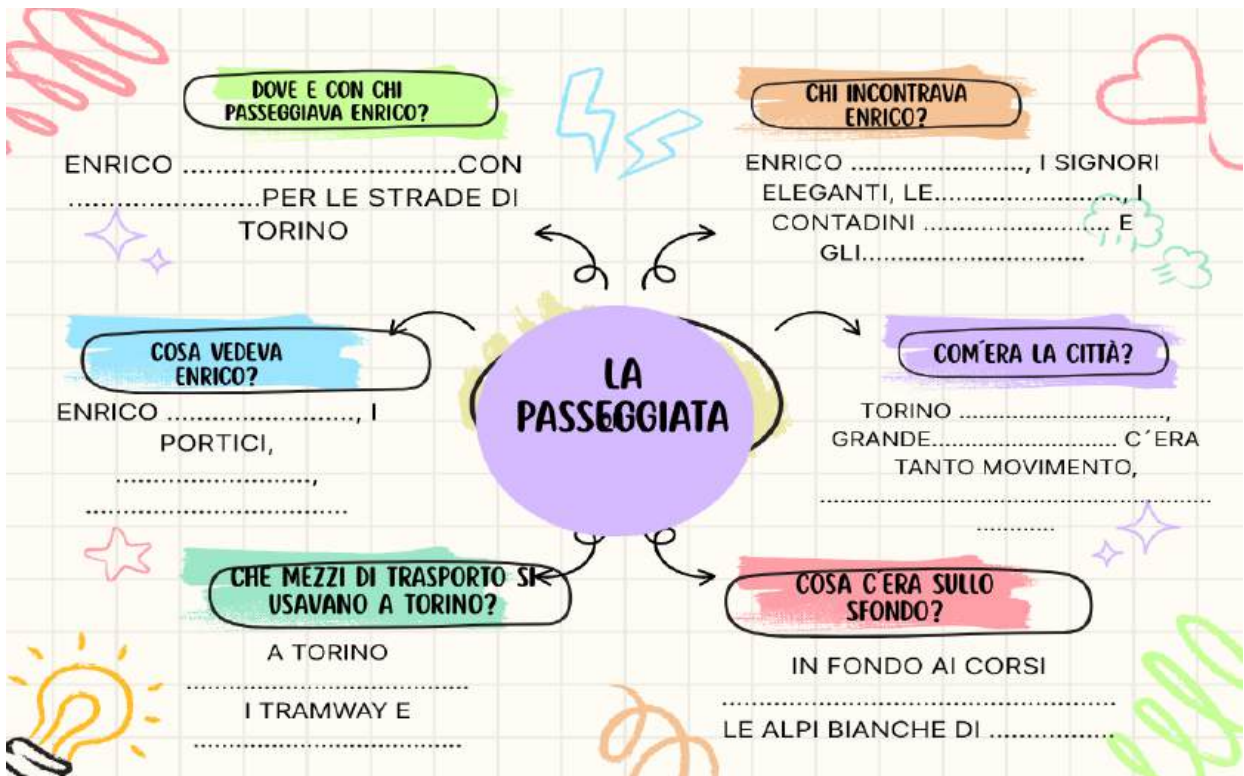 DOVE E CON CHI
PASSEGGIAVA ENRICO?
ENRICO ...................................CON
........................PER LE STRADE DI
TORINO
CHI INCONTRAVA
ENRICO?
ENRICO ......................, I SIGNORI
ELEGANTI, LE........................, I
CONTADINI ........................ E
GLI.............................
COSA VEDEVA
ENRICO?
ENRICO ........................, I
PORTICI,
.........................,
.................................
LA
PASSEGGIATA
COM´ERA LA CITTÀ?
TORINO ...........................,
GRANDE........................ C´ERA
TANTO MOVIMENTO,
...................................................
...........
CHE MEZZI DI TRASPORTO SI
USAVANO A TORINO?
A TORINO
.....................................
I TRAMWAY E
...................................
COSA C´ERA SULLO
SFONDO?
IN FONDO AI CORSI
...................................................
LE ALPI BIANCHE DI ................